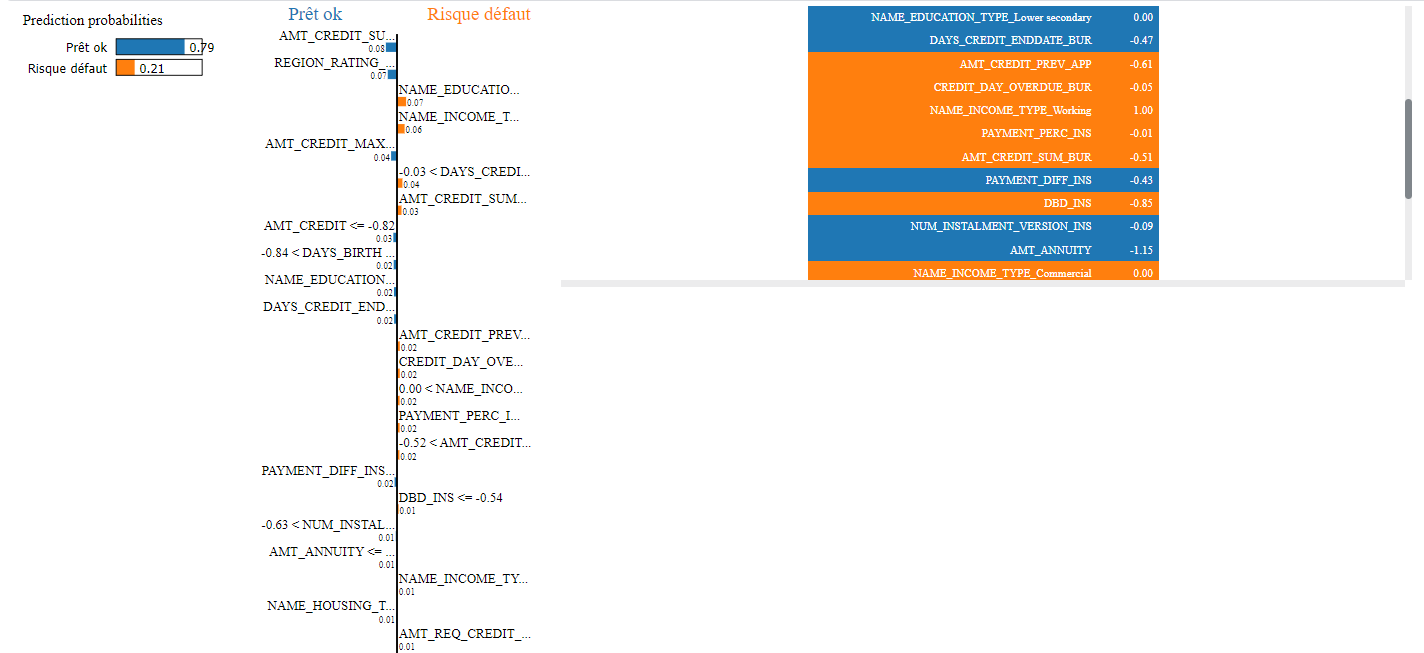 Prediction probabilities
Prêt ok 0.79
Risque défaut 0.21
Prêt ok Risque défaut
AMT_CREDIT_SU...
0.08
REGION_RATING_...
0.07
NAME_EDUCATIO...
0.07
NAME_INCOME_T...
0.06
AMT_CREDIT_MAX...
0.04
-0.03 < DAYS_CREDI...
0.04
AMT_CREDIT_SUM...
0.03
AMT_CREDIT <= -0.82
0.03
-0.84 < DAYS_BIRTH ...
0.02
NAME_EDUCATION...
0.02
DAYS_CREDIT_END...
0.02
AMT_CREDIT_PREV...
0.02
CREDIT_DAY_OVE...
0.02
0.00 < NAME_INCO...
0.02
PAYMENT_PERC_I...
0.02
-0.52 < AMT_CREDIT...
0.02
PAYMENT_DIFF_INS...
0.02
DBD_INS <= -0.54
0.01
-0.63 < NUM_INSTAL...
0.01
AMT_ANNUITY <= ...
0.01
NAME_INCOME_TY...
0.01
NAME_HOUSING_T...
0.01
AMT_REQ_CREDIT_...
0.01
NAME_EDUCATION_TYPE_Lower secondary 0.00
DAYS_CREDIT_ENDDATE_BUR -0.47
AMT_CREDIT_PREV_APP -0.61
CREDIT_DAY_OVERDUE_BUR -0.05
NAME_INCOME_TYPE_Working 1.00
PAYMENT_PERC_INS -0.01
AMT_CREDIT_SUM_BUR -0.51
PAYMENT_DIFF_INS -0.43
DBD_INS -0.85
NUM_INSTALMENT_VERSION_INS -0.09
AMT_ANNUITY -1.15
NAME_INCOME_TYPE_Commercial 0.00